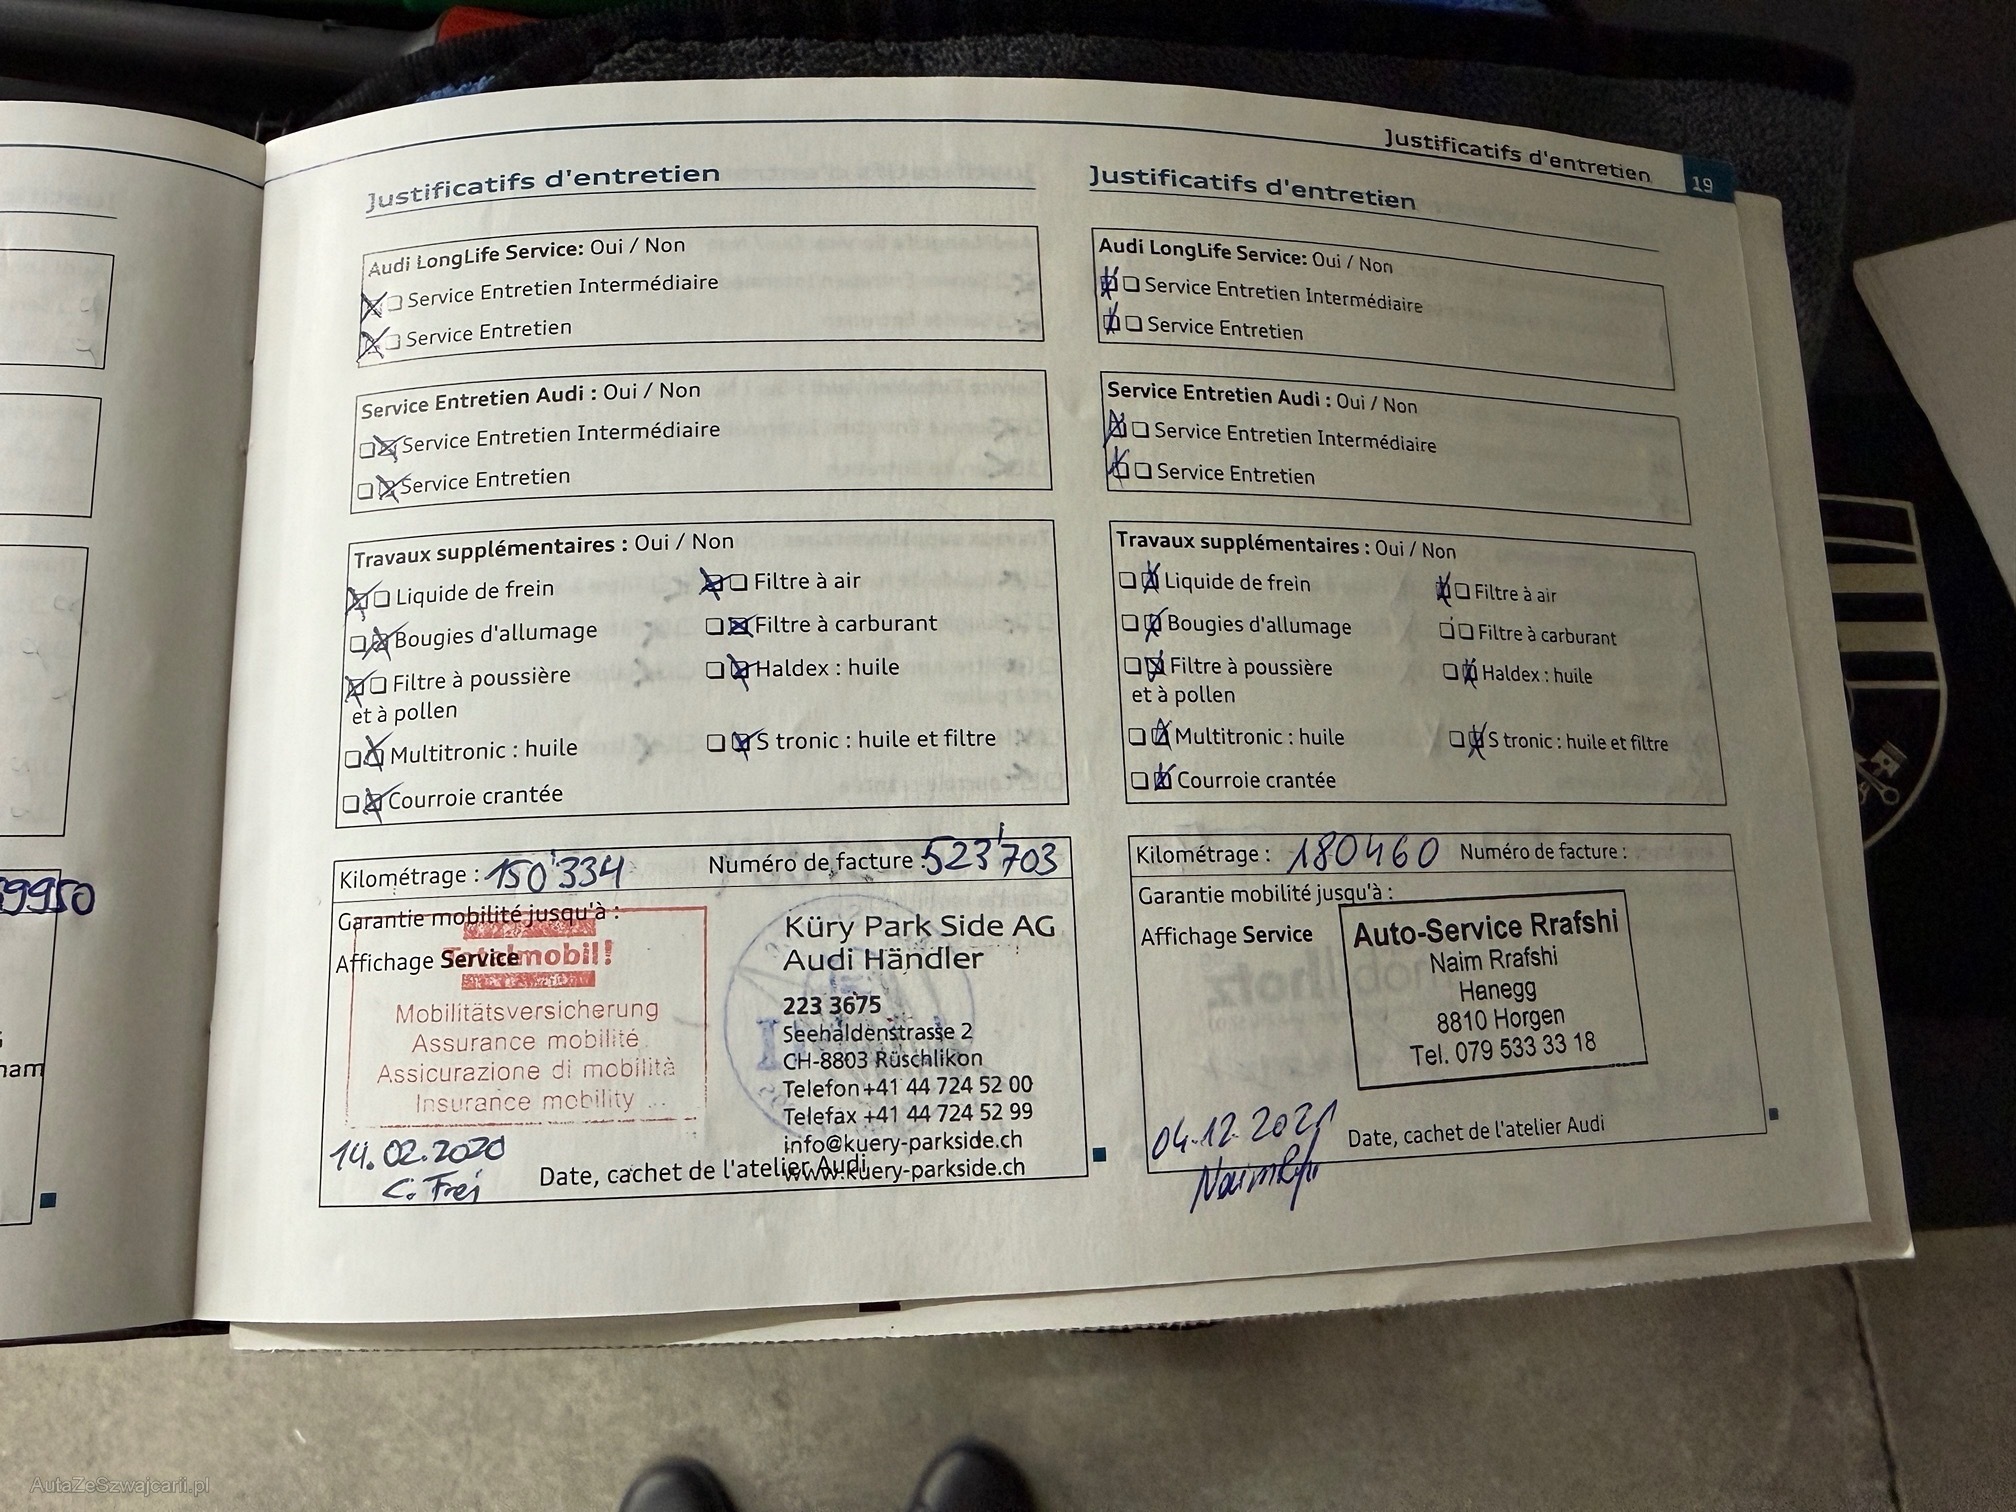 Justificatifs d'entretien
19
Justificatifs d'entretien
Audi LongLife Service: Oui / Non
Service Entretien Intermédiaire
Service Entretien
Service Entretien Audi : Oui / Non
Service Entretien Intermédiaire
Service Entretien
Travaux supplémentaires : Oui / Non
Liquide de frein
Filtre à air
Bougies d'allumage
Filtre à carburant
Filtre à poussière
et à pollen
Haldex : huile
Multitronic : huile
S tronic : huile et filtre
Courroie crantée
Kilométrage : 150'334
Numéro de facture : 523'703
Garantie mobilité jusqu'à :
Affichage Service
Totalmobil!
Mobilitätsversicherung
Assurance mobilité
Assicurazione di mobilità
Insurance mobility
Küry Park Side AG
Audi Händler
223 3675
Seehaldenstrasse 2
CH-8803 Rüschlikon
Telefon +41 44 724 52 00
Telefax +41 44 724 52 99
info@kuery-parkside.ch
www.kuery-parkside.ch
14.02.2020
C. Frei
Date, cachet de l'atelier Audi
Justificatifs d'entretien
Audi LongLife Service: Oui / Non
Service Entretien Intermédiaire
Service Entretien
Service Entretien Audi : Oui / Non
Service Entretien Intermédiaire
Service Entretien
Travaux supplémentaires : Oui / Non
Liquide de frein
Filtre à air
Bougies d'allumage
Filtre à carburant
Filtre à poussière
et à pollen
Haldex : huile
Multitronic : huile
S tronic : huile et filtre
Courroie crantée
Kilométrage : 180460
Numéro de facture :
Garantie mobilité jusqu'à :
Affichage Service
Auto-Service Rrafshi
Naim Rrafshi
Hanegg
8810 Horgen
Tel. 079 533 33 18
04.12.2021
Date, cachet de l'atelier Audi
AutaZeSzwajcarii.pl